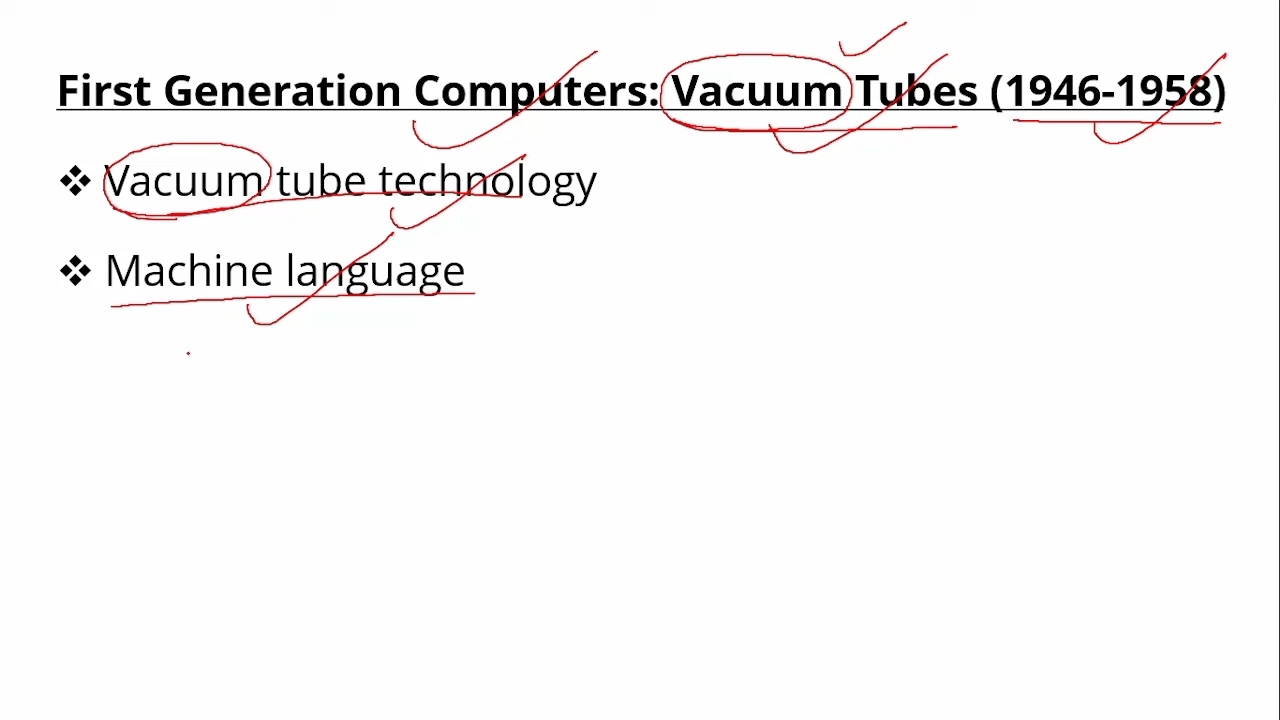 First Generation Computers: Vacuum Tubes (1946-1958)
❖ Vacuum tube technology
❖ Machine language